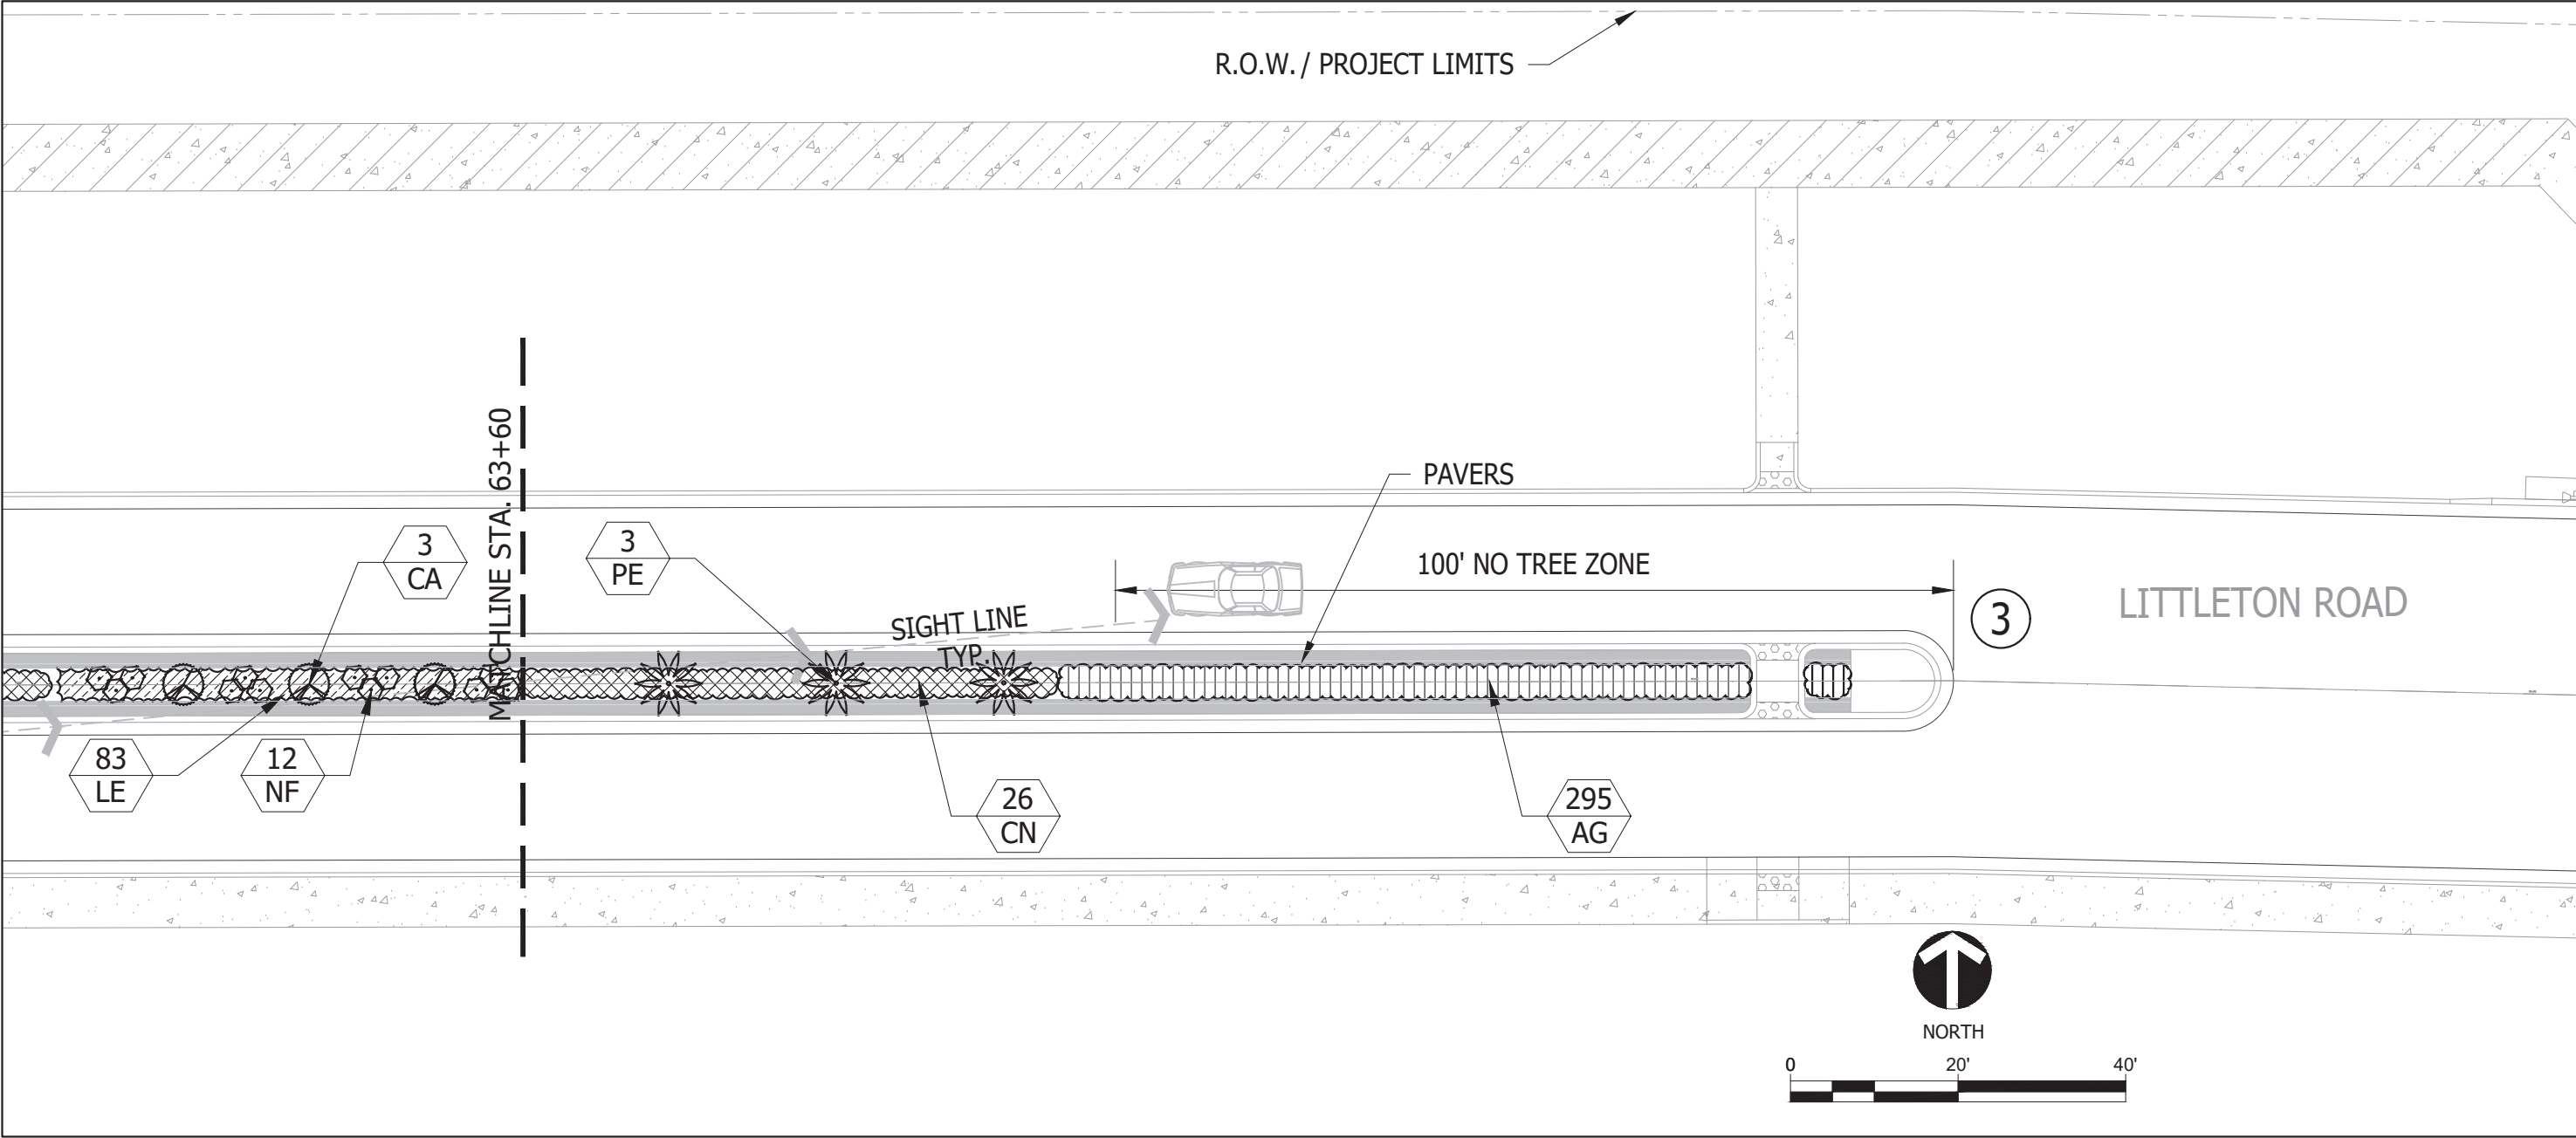 R.O.W. / PROJECT LIMITS
MATCHLINE STA. 63+60
PAVERS
3
CA
3
PE
100' NO TREE ZONE
SIGHT LINE
TYP.
3
LITTLETON ROAD
83
LE
12
NF
26
CN
295
AG
NORTH
0 20' 40'